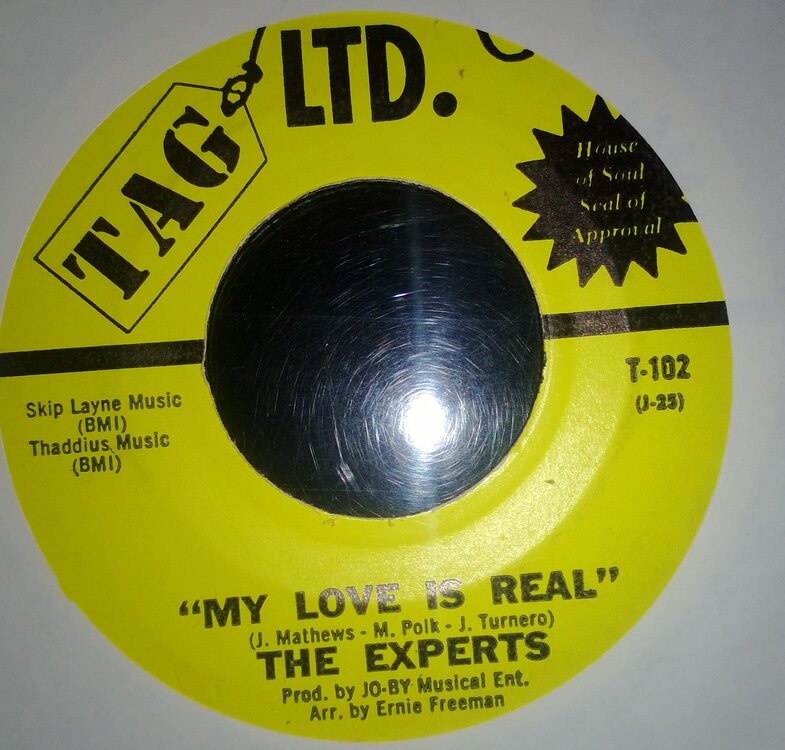 TAG
LTD.
House
of Soul
Seal of
Approval
T-102
(J-25)
Skip Layne Music
(BMI)
Thaddius Music
(BMI)
"MY LOVE IS REAL"
(J. Mathews - M. Polk - J. Turnero)
THE EXPERTS
Prod. by JO-BY Musical Ent.
Arr. by Ernie Freeman